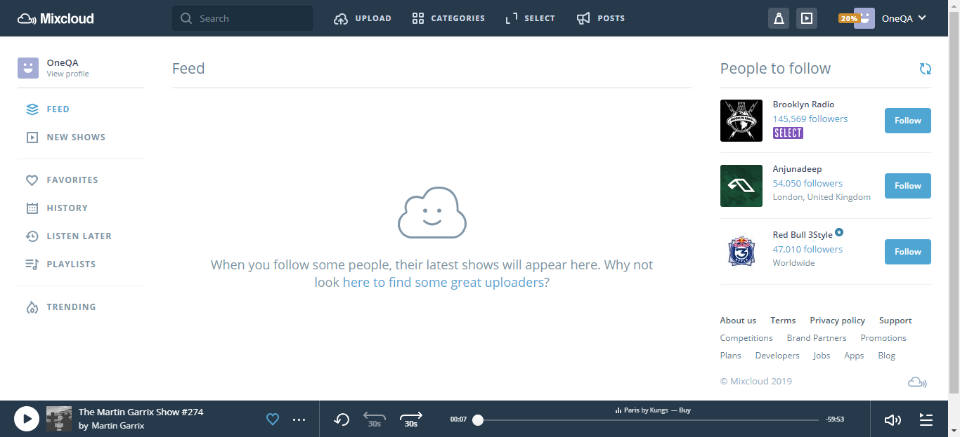 Mixcloud
Search
UPLOAD
CATEGORIES
SELECT
POSTS
20%
OneQA
OneQA
View profile
FEED
NEW SHOWS
FAVORITES
HISTORY
LISTEN LATER
PLAYLISTS
TRENDING
Feed
When you follow some people, their latest shows will appear here. Why not
look here to find some great uploaders?
People to follow
Brooklyn Radio
145,569 followers
SELECT
Follow
Anjunadeep
54,050 followers
London, United Kingdom
Follow
Red Bull 3Style
47,010 followers
Worldwide
Follow
About us Terms Privacy policy Support
Competitions Brand Partners Promotions
Plans Developers Jobs Apps Blog
© Mixcloud 2019
The Martin Garrix Show #274
by Martin Garrix
30s
30s
00:07
Paris by Kungs — Buy
-59:53